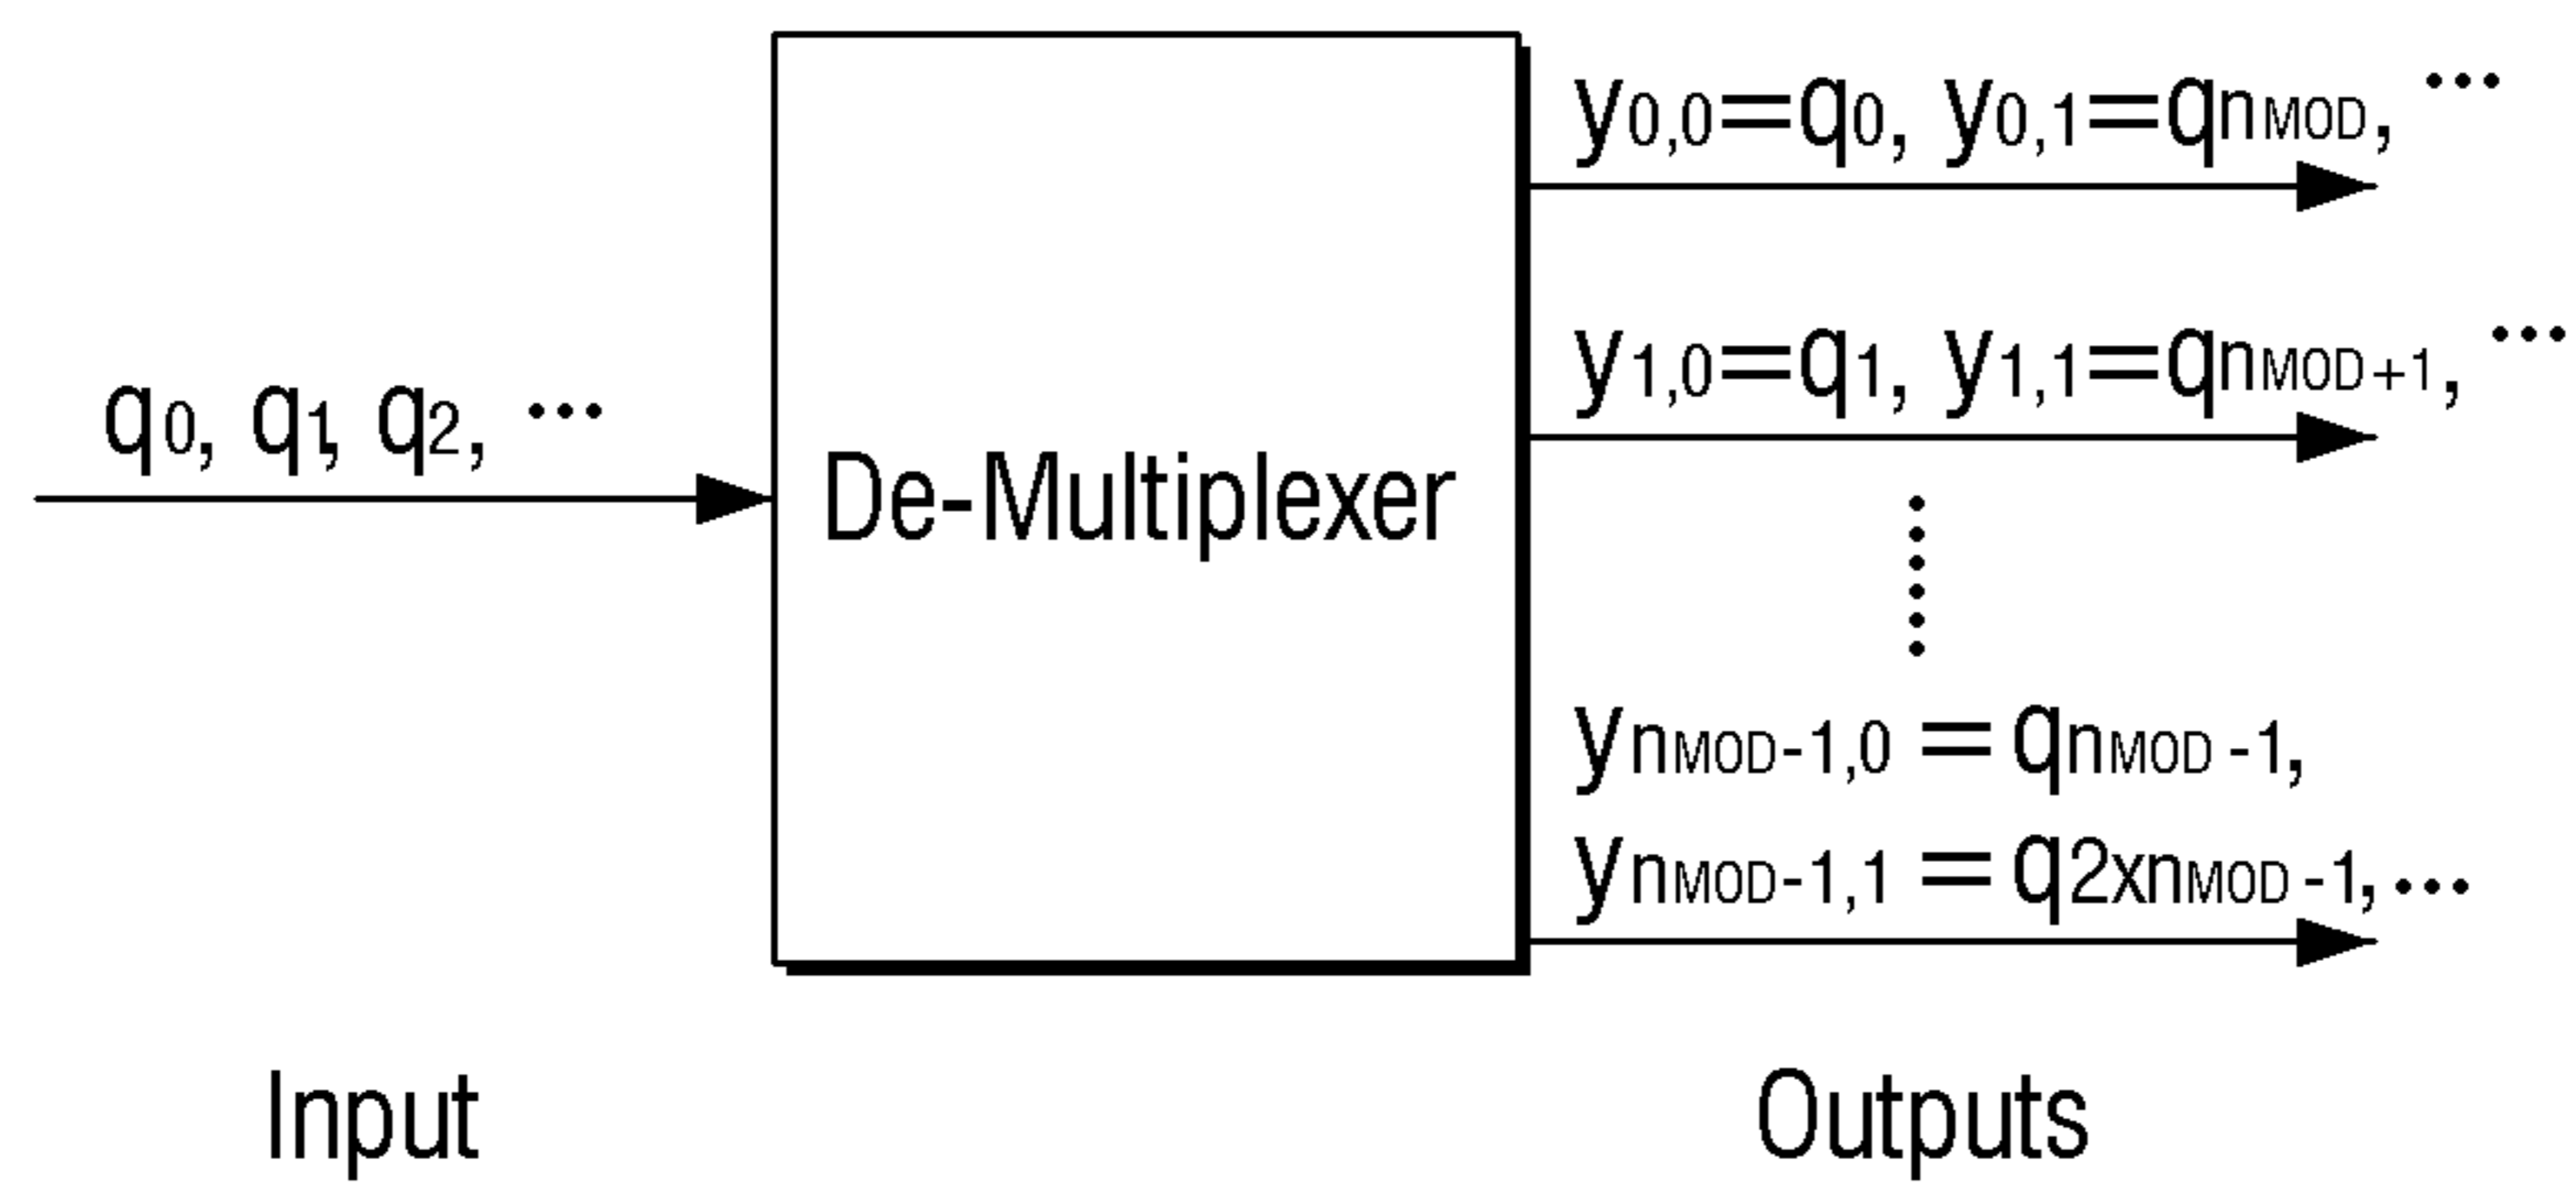 y0,0=q0, y0,1=qnMOD, ...
y1,0=q1, y1,1=qnMOD+1, ...
q0, q1, q2, ...
De-Multiplexer
ynMOD-1,0 = qnMOD -1,
ynMOD-1,1 = q2xnMOD -1, ...
Input
Outputs